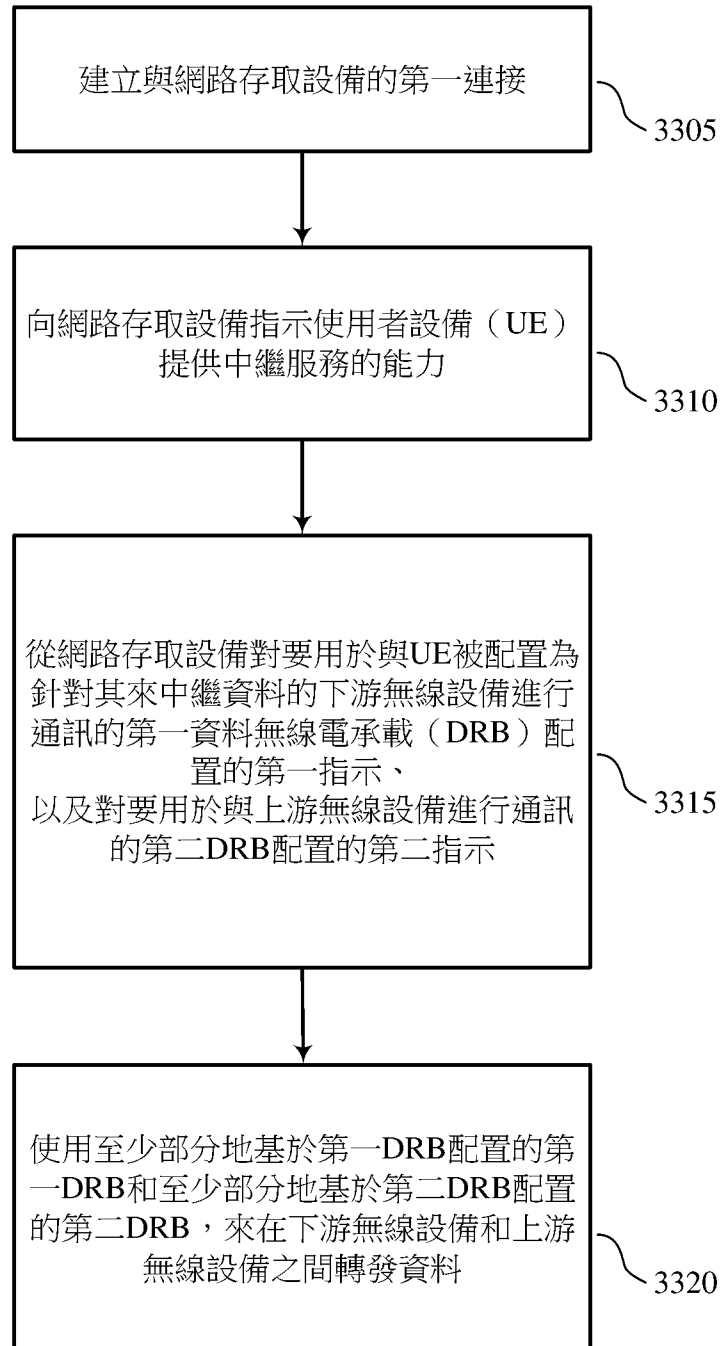 建立與網路存取設備的第一連接
3305
向網路存取設備指示使用者設備（UE）
提供中繼服務的能力
3310
從網路存取設備對要用於與UE被配置為
針對其來中繼資料的下游無線設備進行
通訊的第一資料無線電承載（DRB）配
置的第一指示、
以及對要用於與上游無線設備進行通訊
的第二DRB配置的第二指示
3315
使用至少部分地基於第一DRB配置的第
一DRB和至少部分地基於第二DRB配置
的第二DRB，來在下游無線設備和上游
無線設備之間轉發資料
3320